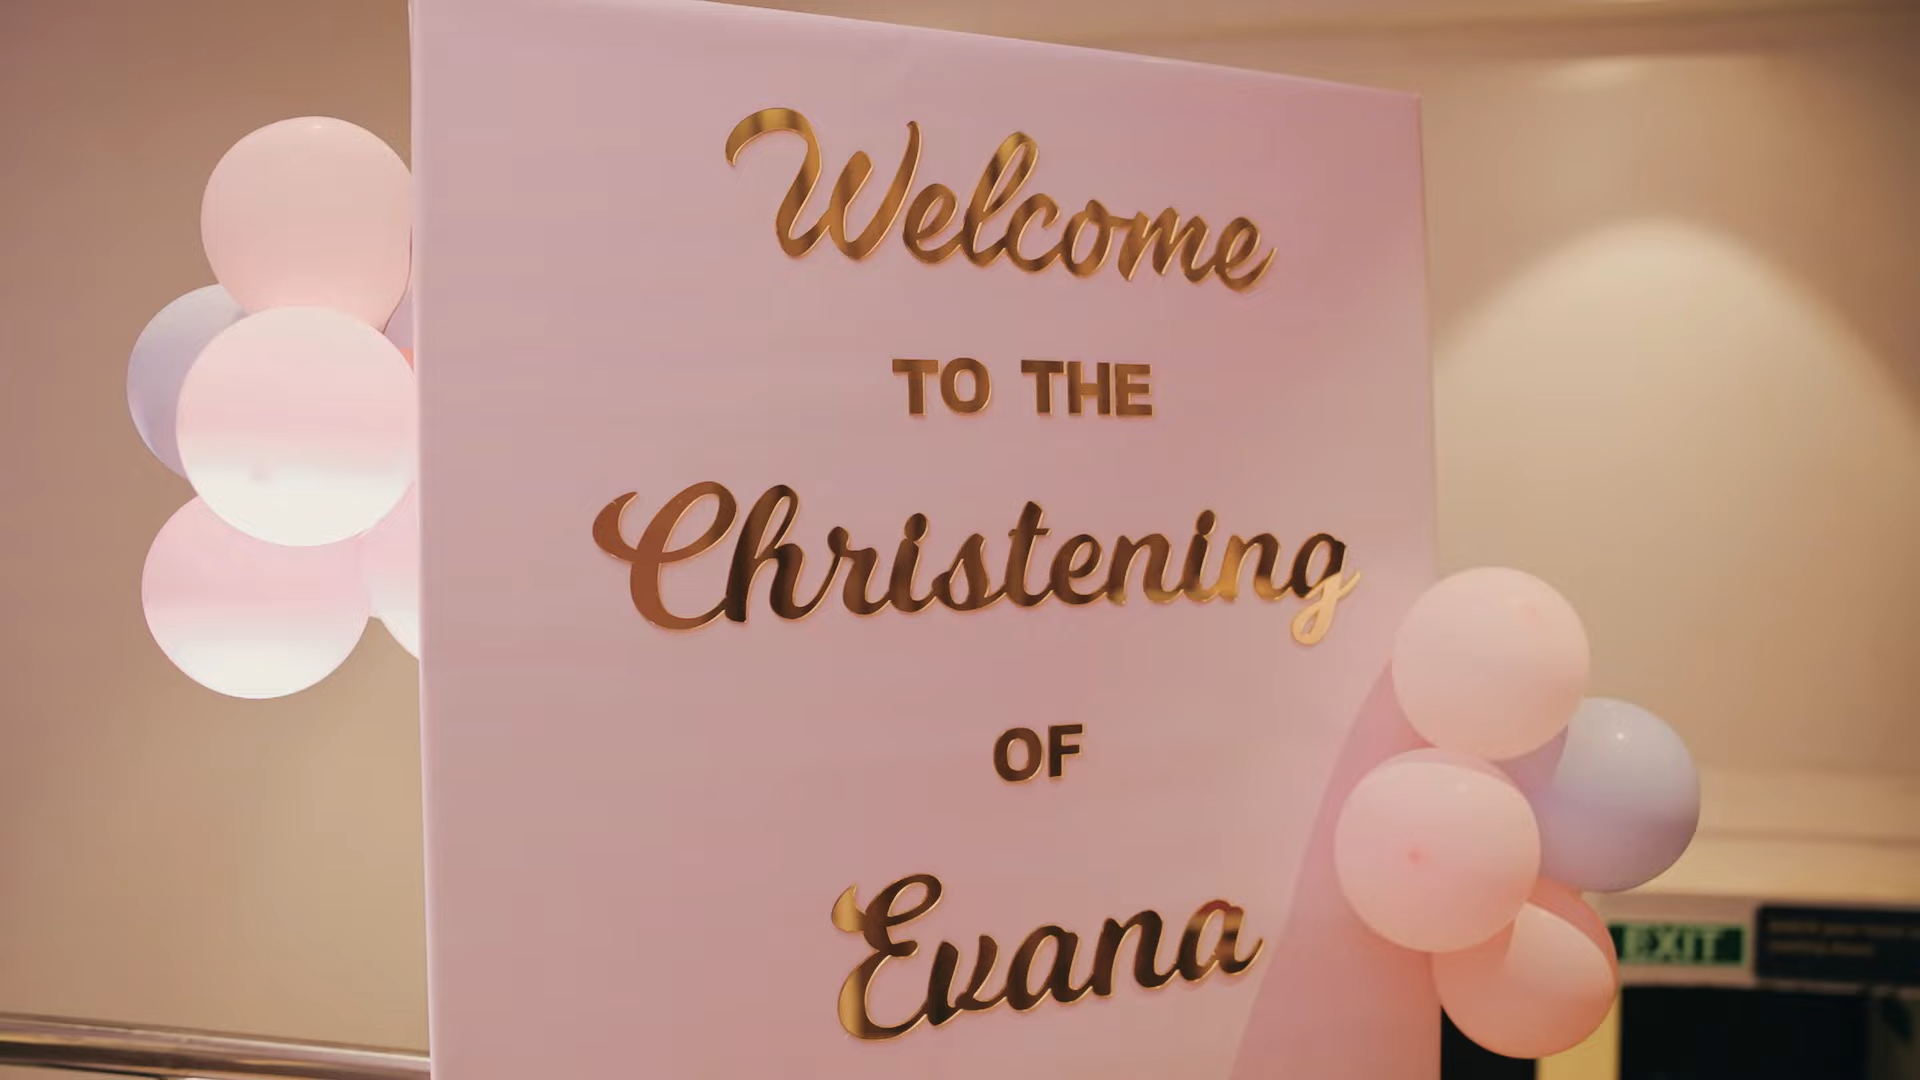 Welcome
TO THE
Christening
OF
Evana
EXIT